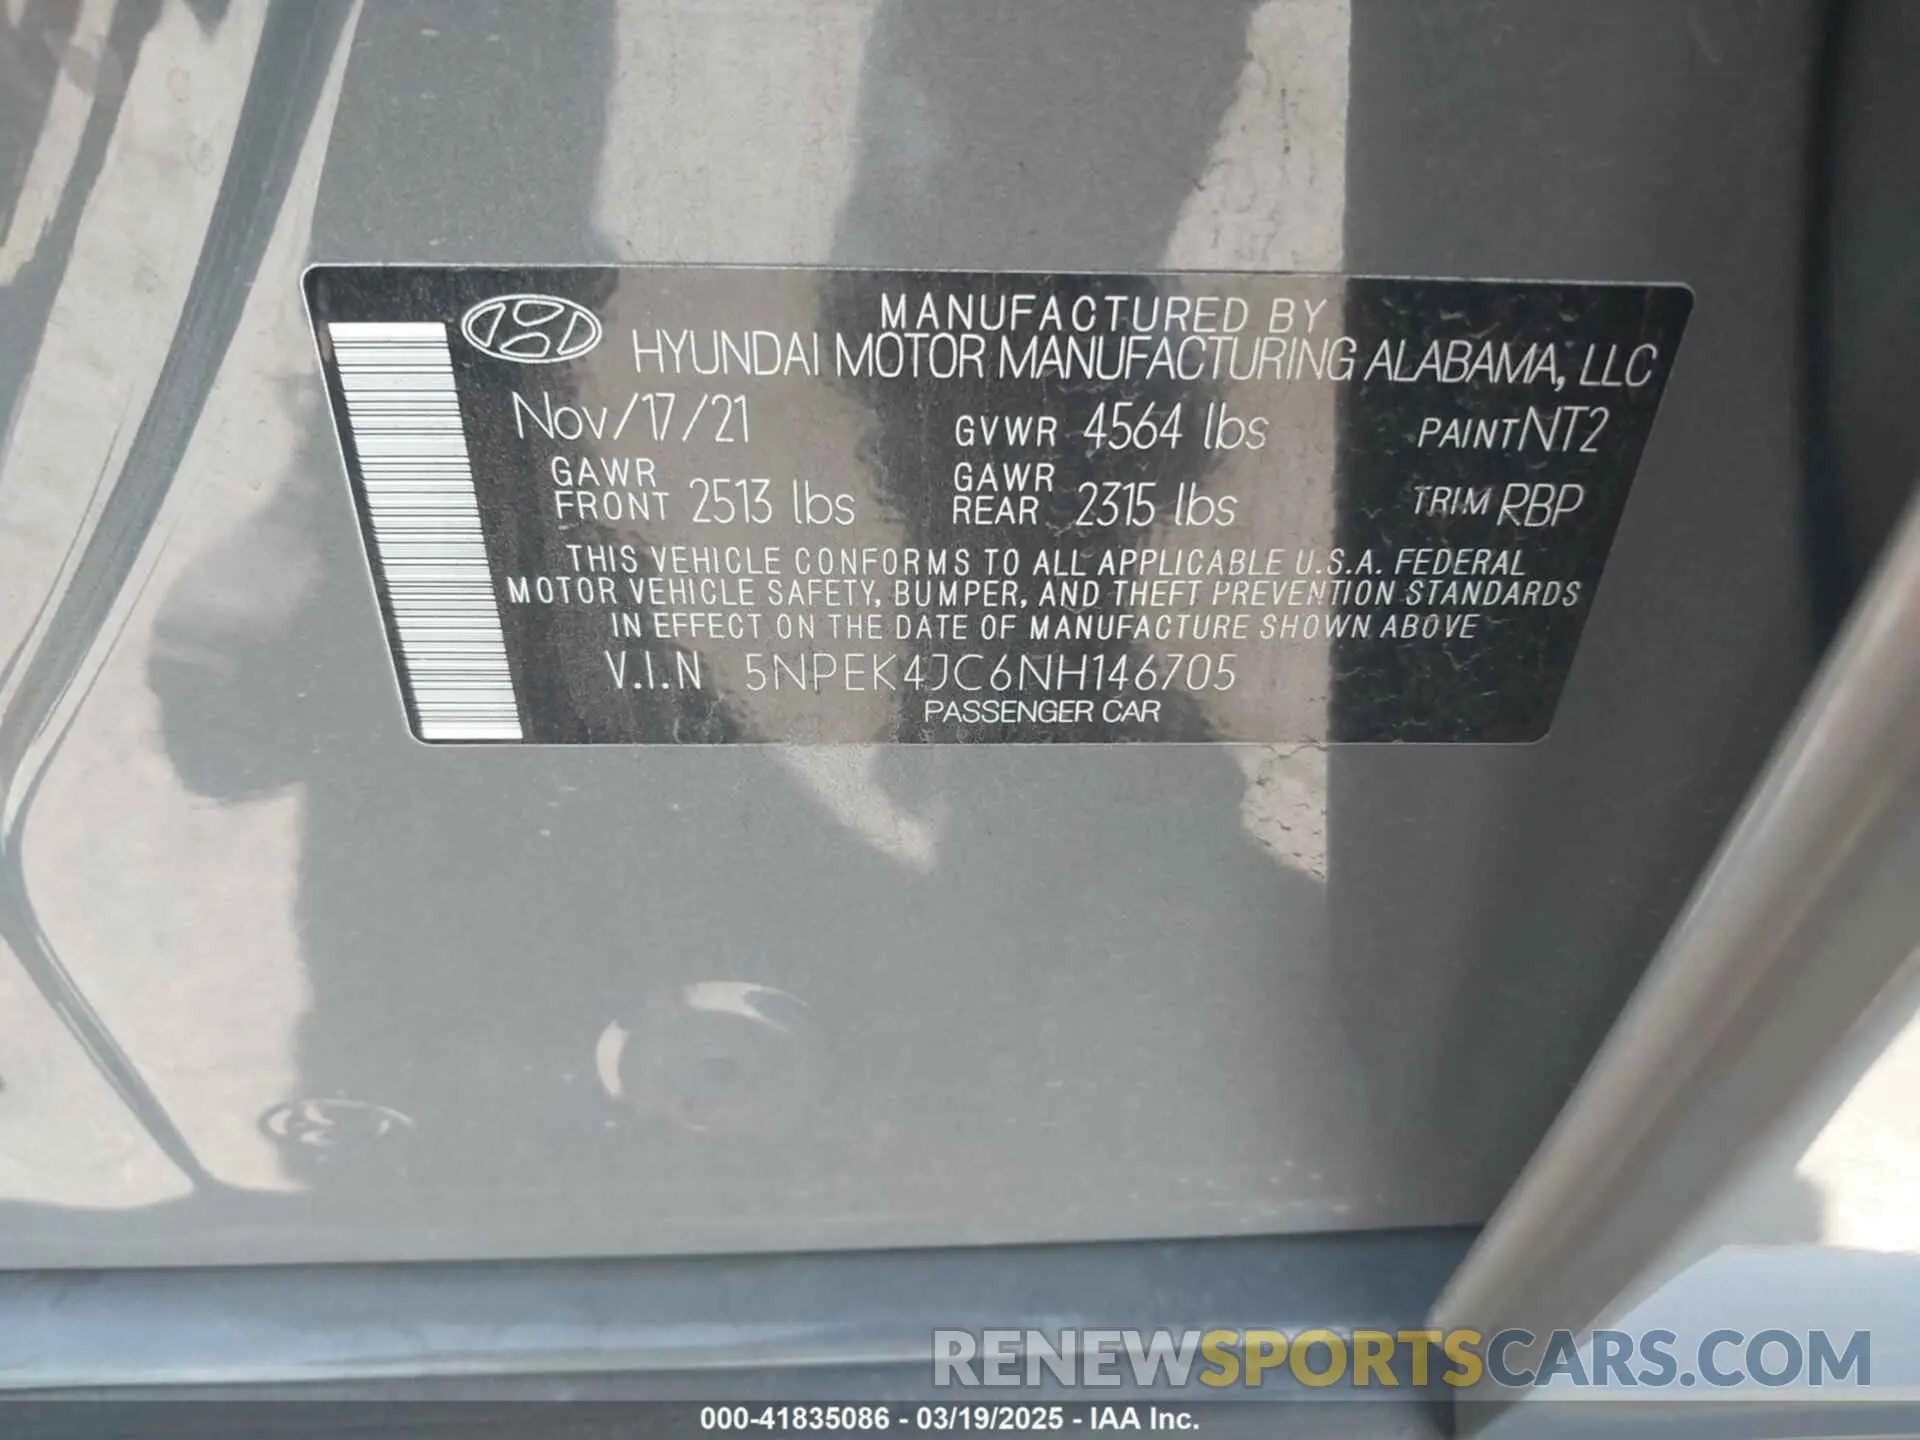 MANUFACTURED BY
HYUNDAI MOTOR MANUFACTURING ALABAMA, LLC
Nov/17/21 GVWR 4564 lbs PAINT NT2
GAWR FRONT 2513 lbs GAWR REAR 2315 lbs TRIM RBP
THIS VEHICLE CONFORMS TO ALL APPLICABLE U.S.A. FEDERAL
MOTOR VEHICLE SAFETY, BUMPER, AND THEFT PREVENTION STANDARDS
IN EFFECT ON THE DATE OF MANUFACTURE SHOWN ABOVE
V.I.N 5NPEK4JC6NH146705
PASSENGER CAR
RENEWSPORTSCARS.COM
000-41835086 - 03/19/2025 - IAA Inc.